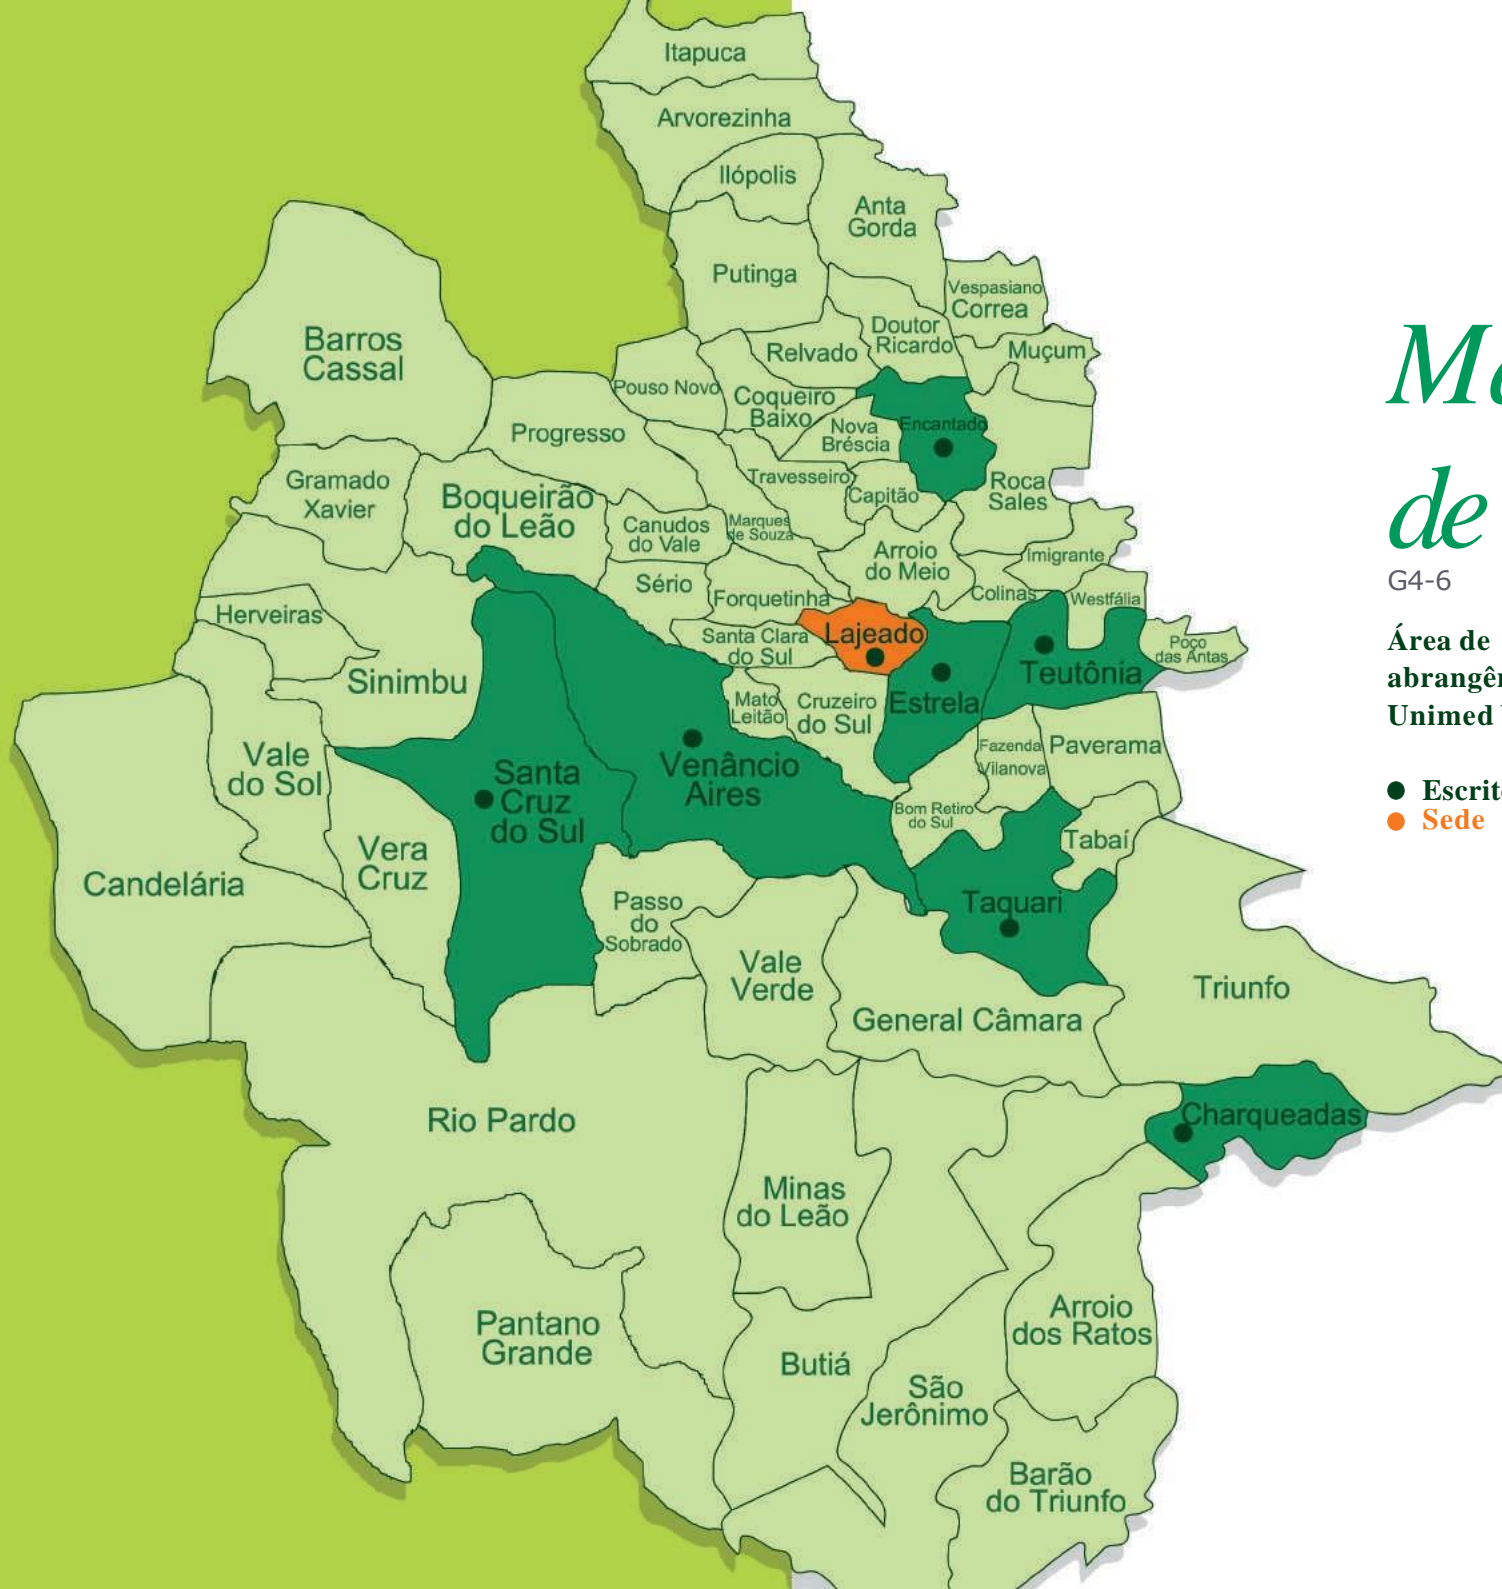 Itapuca
Arvorezinha
Ilópolis
Anta
Gorda
Putinga
Vespasiano
Correa
Doutor
Ricardo
Relvado
Muçum
Barros
Cassal
Pouso Novo
Coqueiro
Baixo
Nova
Bréscia
Encantado
Progresso
Travesseiro
Capitão
Roca
Sales
Gramado
Xavier
Boqueirão
do Leão
Canudos
do Vale
Marques
de Souza
Arroio
do Meio
Imigrante
Sério
Forquetinha
Colinas
Westfália
Herveiras
Santa Clara
do Sul
Lajeado
Poço
das Antas
Sinimbu
Teutônia
Mato
Leitão
Cruzeiro
do Sul
Estrela
Vale
do Sol
Santa
Cruz
do Sul
Venâncio
Aires
Fazenda
Vilanova
Paverama
Bom Retiro
do Sul
Tabaí
Vera
Cruz
Candelária
Passo
do
Sobrado
Taquari
Vale
Verde
Triunfo
General Câmara
Rio Pardo
Charqueadas
Minas
do Leão
Pantano
Grande
Butiá
Arroio
dos Ratos
São
Jerônimo
Barão
do Triunfo
de
G4-6
Área de
Unimed
Sede